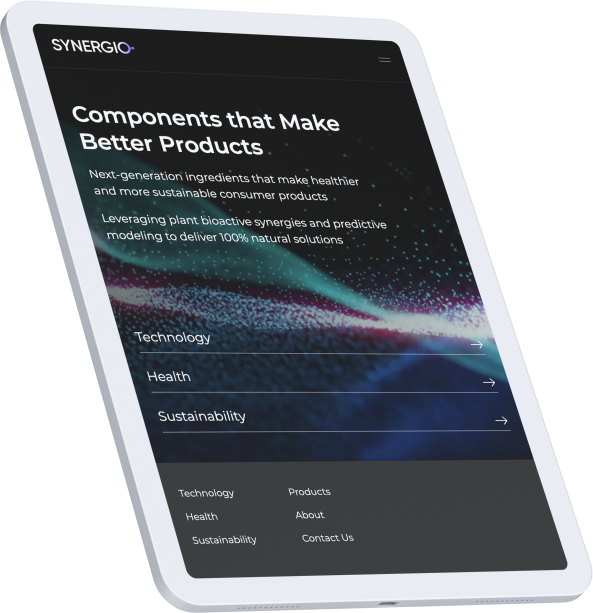 SYNERGIO
Components that Make
Better Products
Next-generation ingredients that make healthier
and more sustainable consumer products
Leveraging plant bioactive synergies and predictive
modeling to deliver 100% natural solutions
Technology
Health
Sustainability
Technology Products
Health About
Sustainability Contact Us